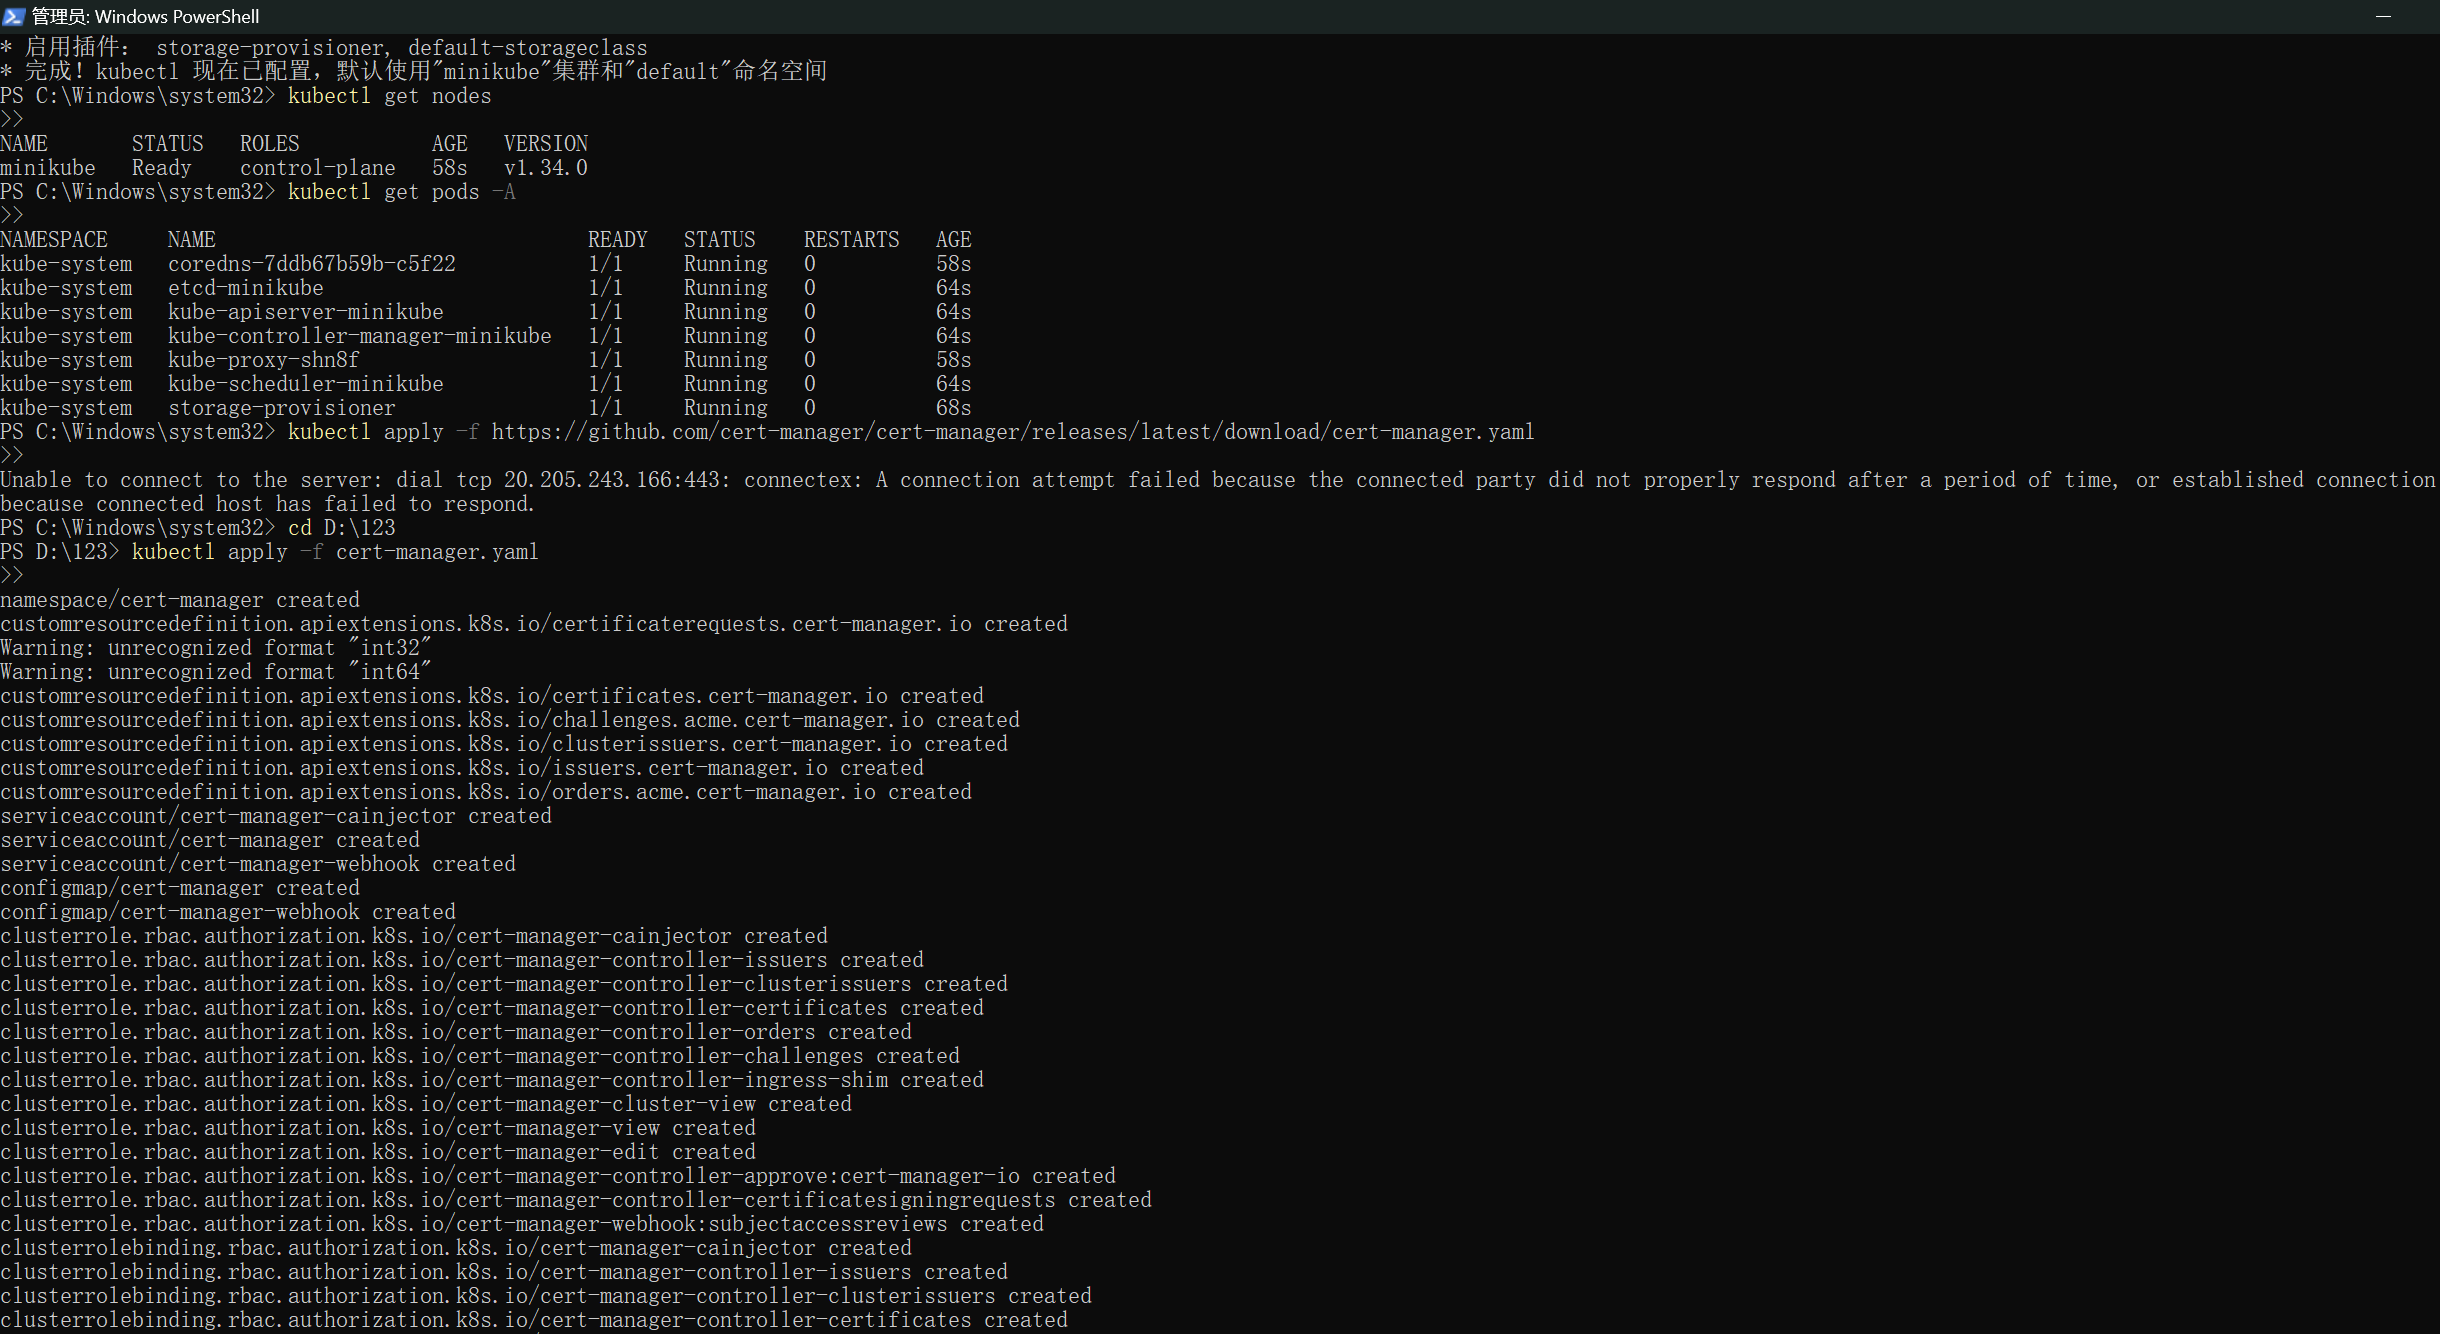 管理员: Windows PowerShell
* 启用插件： storage-provisioner, default-storageclass
* 完成！kubectl 现在已配置，默认使用"minikube"集群和"default"命名空间
PS C:\Windows\system32> kubectl get nodes
>>
NAME       STATUS   ROLES           AGE   VERSION
minikube   Ready    control-plane   58s   v1.34.0
PS C:\Windows\system32> kubectl get pods -A
>>
NAMESPACE     NAME                               READY   STATUS    RESTARTS   AGE
kube-system   coredns-7ddb67b59b-c5f22           1/1     Running   0          58s
kube-system   etcd-minikube                      1/1     Running   0          64s
kube-system   kube-apiserver-minikube            1/1     Running   0          64s
kube-system   kube-controller-manager-minikube   1/1     Running   0          64s
kube-system   kube-proxy-shn8f                   1/1     Running   0          58s
kube-system   kube-scheduler-minikube            1/1     Running   0          64s
kube-system   storage-provisioner                1/1     Running   0          68s
PS C:\Windows\system32> kubectl apply -f https://github.com/cert-manager/cert-manager/releases/latest/download/cert-manager.yaml
>>
Unable to connect to the server: dial tcp 20.205.243.166:443: connectex: A connection attempt failed because the connected party did not properly respond after a period of time, or established connection
because connected host has failed to respond.
PS C:\Windows\system32> cd D:\123
PS D:\123> kubectl apply -f cert-manager.yaml
>>
namespace/cert-manager created
customresourcedefinition.apiextensions.k8s.io/certificaterequests.cert-manager.io created
Warning: unrecognized format "int32"
Warning: unrecognized format "int64"
customresourcedefinition.apiextensions.k8s.io/certificates.cert-manager.io created
customresourcedefinition.apiextensions.k8s.io/challenges.acme.cert-manager.io created
customresourcedefinition.apiextensions.k8s.io/clusterissuers.cert-manager.io created
customresourcedefinition.apiextensions.k8s.io/issuers.cert-manager.io created
customresourcedefinition.apiextensions.k8s.io/orders.acme.cert-manager.io created
serviceaccount/cert-manager-cainjector created
serviceaccount/cert-manager created
serviceaccount/cert-manager-webhook created
configmap/cert-manager created
configmap/cert-manager-webhook created
clusterrole.rbac.authorization.k8s.io/cert-manager-cainjector created
clusterrole.rbac.authorization.k8s.io/cert-manager-controller-issuers created
clusterrole.rbac.authorization.k8s.io/cert-manager-controller-clusterissuers created
clusterrole.rbac.authorization.k8s.io/cert-manager-controller-certificates created
clusterrole.rbac.authorization.k8s.io/cert-manager-controller-orders created
clusterrole.rbac.authorization.k8s.io/cert-manager-controller-challenges created
clusterrole.rbac.authorization.k8s.io/cert-manager-controller-ingress-shim created
clusterrole.rbac.authorization.k8s.io/cert-manager-cluster-view created
clusterrole.rbac.authorization.k8s.io/cert-manager-view created
clusterrole.rbac.authorization.k8s.io/cert-manager-edit created
clusterrole.rbac.authorization.k8s.io/cert-manager-controller-approve:cert-manager-io created
clusterrole.rbac.authorization.k8s.io/cert-manager-controller-certificatesigningrequests created
clusterrole.rbac.authorization.k8s.io/cert-manager-webhook:subjectaccessreviews created
clusterrolebinding.rbac.authorization.k8s.io/cert-manager-cainjector created
clusterrolebinding.rbac.authorization.k8s.io/cert-manager-controller-issuers created
clusterrolebinding.rbac.authorization.k8s.io/cert-manager-controller-clusterissuers created
clusterrolebinding.rbac.authorization.k8s.io/cert-manager-controller-certificates created